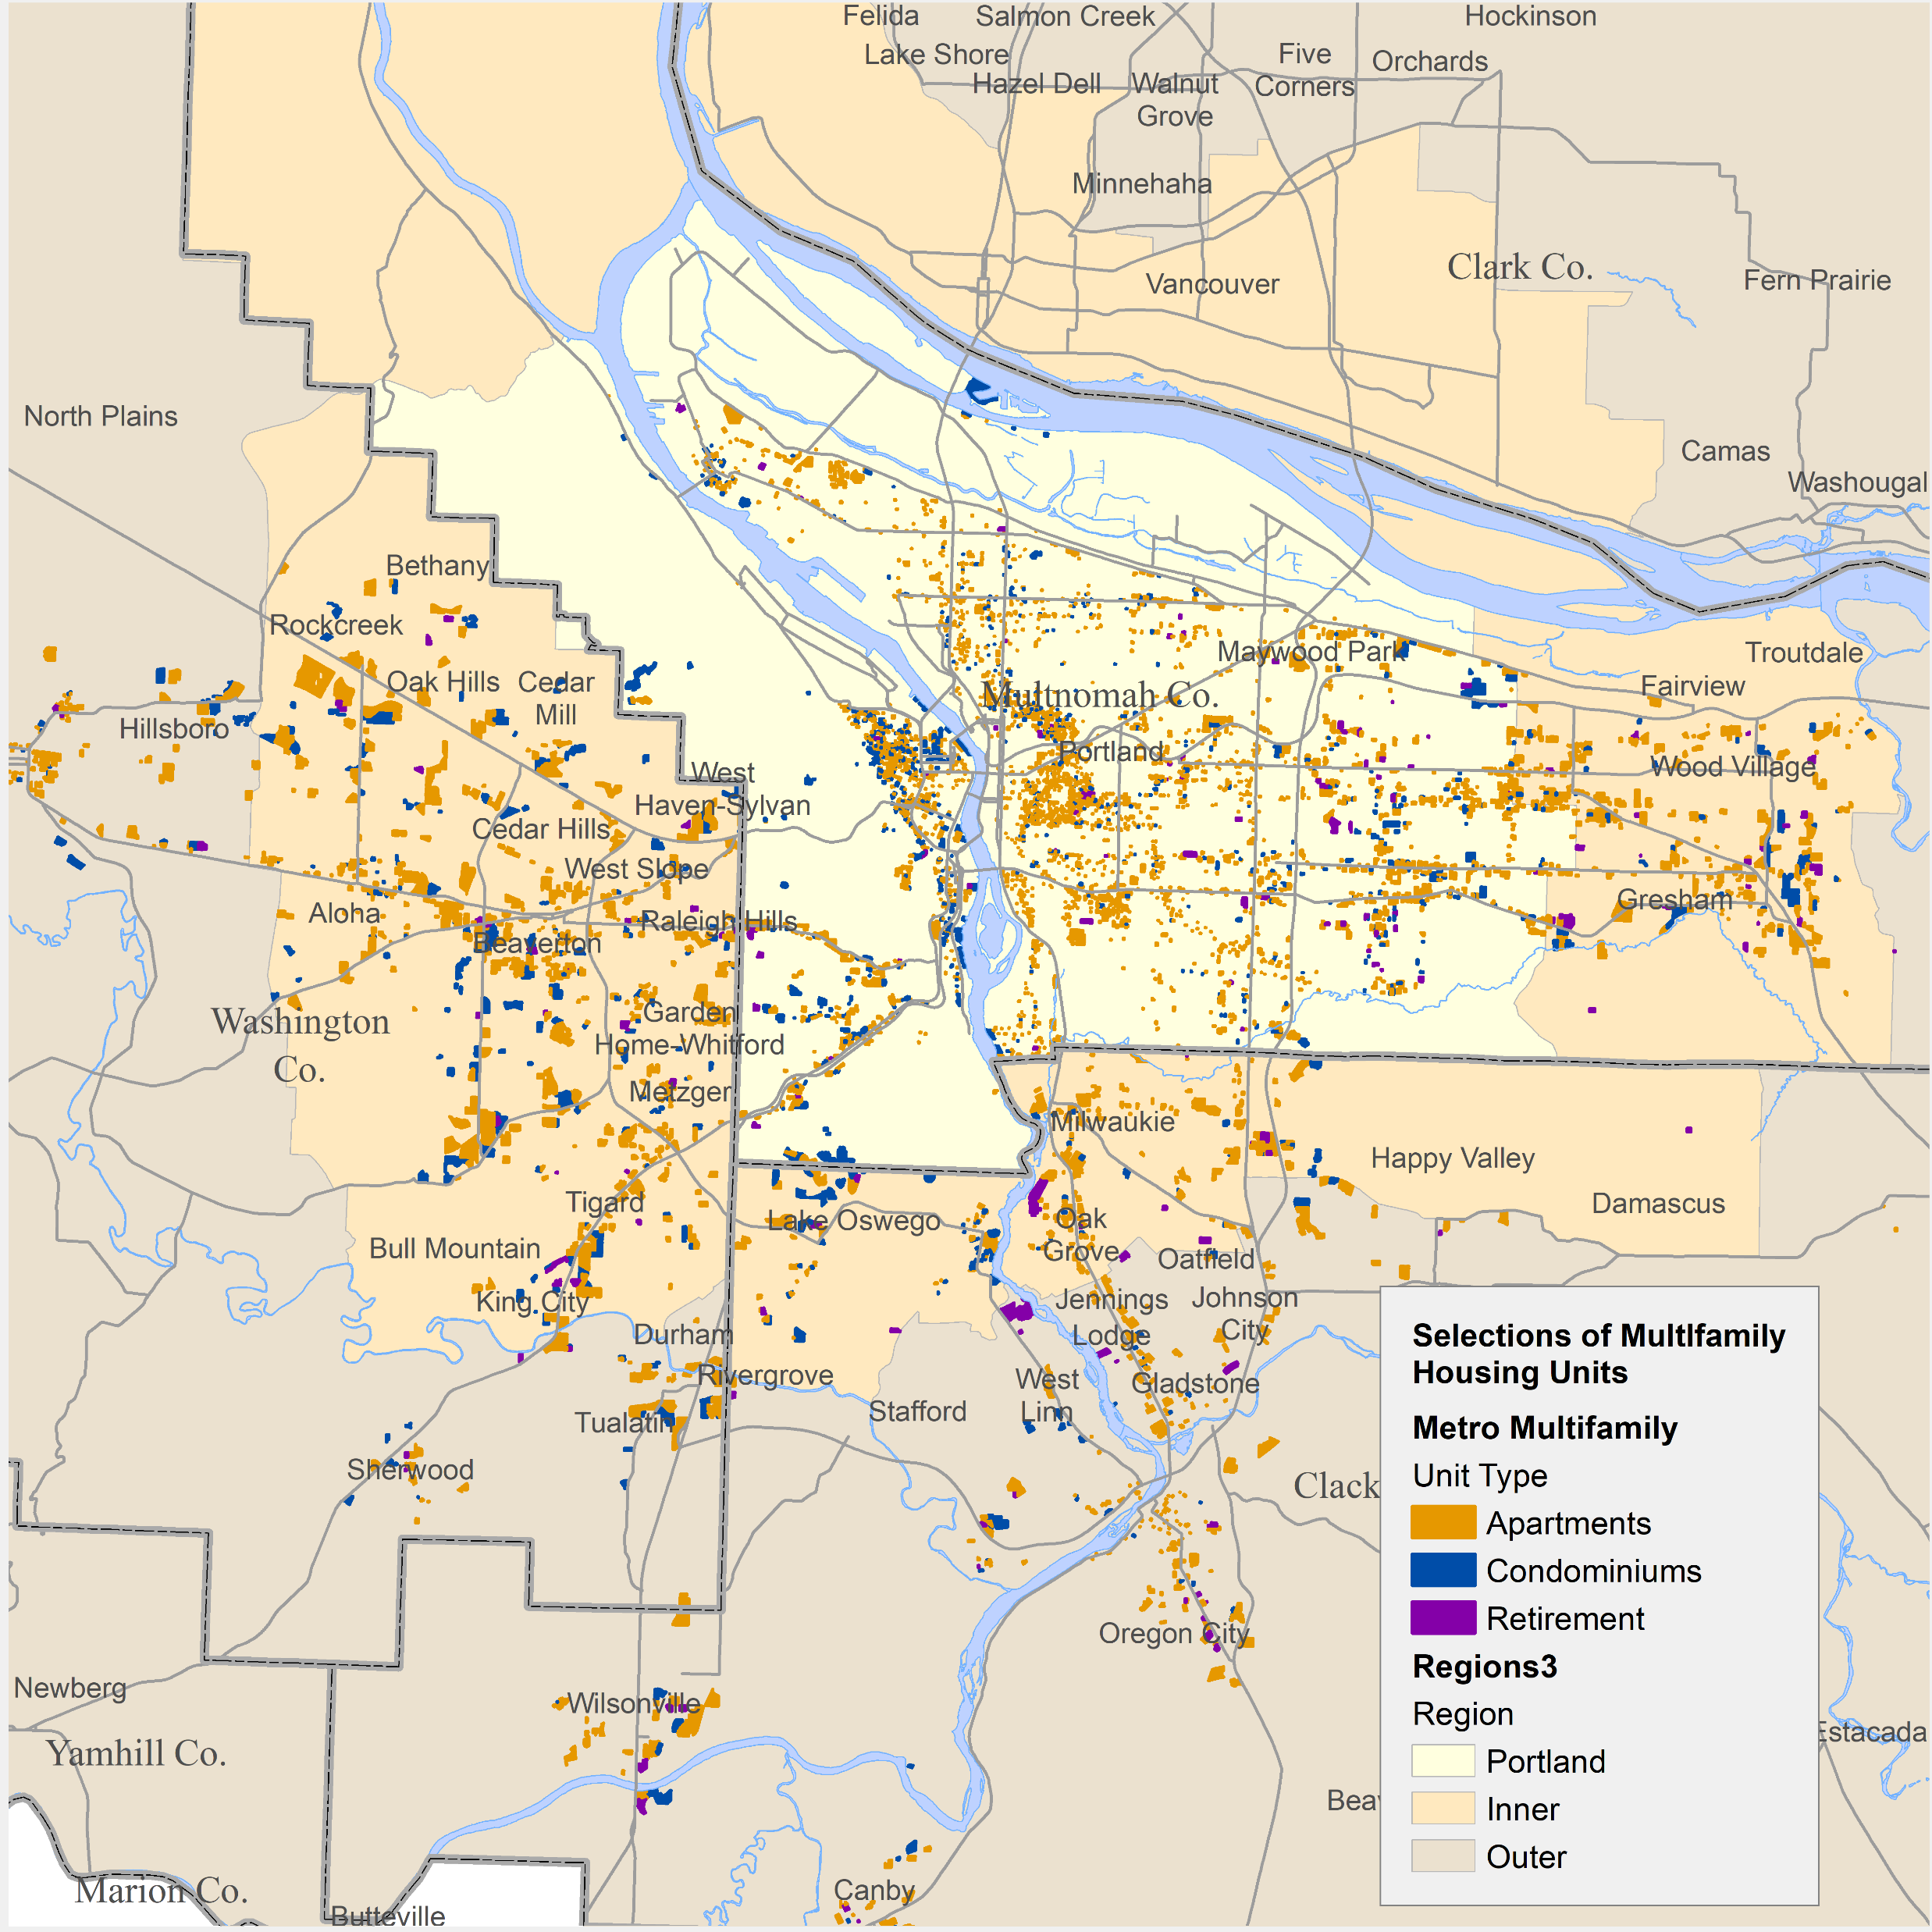 Felida
Salmon Creek
Hockinson
Lake Shore
Five
Corners
Orchards
Hazel Dell
Walnut
Grove
Minnehaha
Clark Co.
Vancouver
Fern Prairie
North Plains
Camas
Washougal
Bethany
Rockcreek
Maywood Park
Troutdale
Oak Hills
Cedar
Mill
Multnomah Co.
Fairview
Hillsboro
Portland
West
Haven-Sylvan
Wood Village
Cedar Hills
West Slope
Aloha
Raleigh Hills
Gresham
Beaverton
Washington
Co.
Garden
Home-Whitford
Metzger
Milwaukie
Happy Valley
Tigard
Lake Oswego
Oak
Grove
Damascus
Bull Mountain
Oatfield
King City
Jennings
Lodge
Johnson
City
Durham
Rivergrove
West
Linn
Gladstone
Tualatin
Stafford
Sherwood
Clack
Oregon City
Newberg
Wilsonville
Yamhill Co.
Estacada
Beav
Marion Co.
Canby
Butteville
Selections of MultIfamily
Housing Units
Metro Multifamily
Unit Type
Apartments
Condominiums
Retirement
Regions3
Region
Portland
Inner
Outer